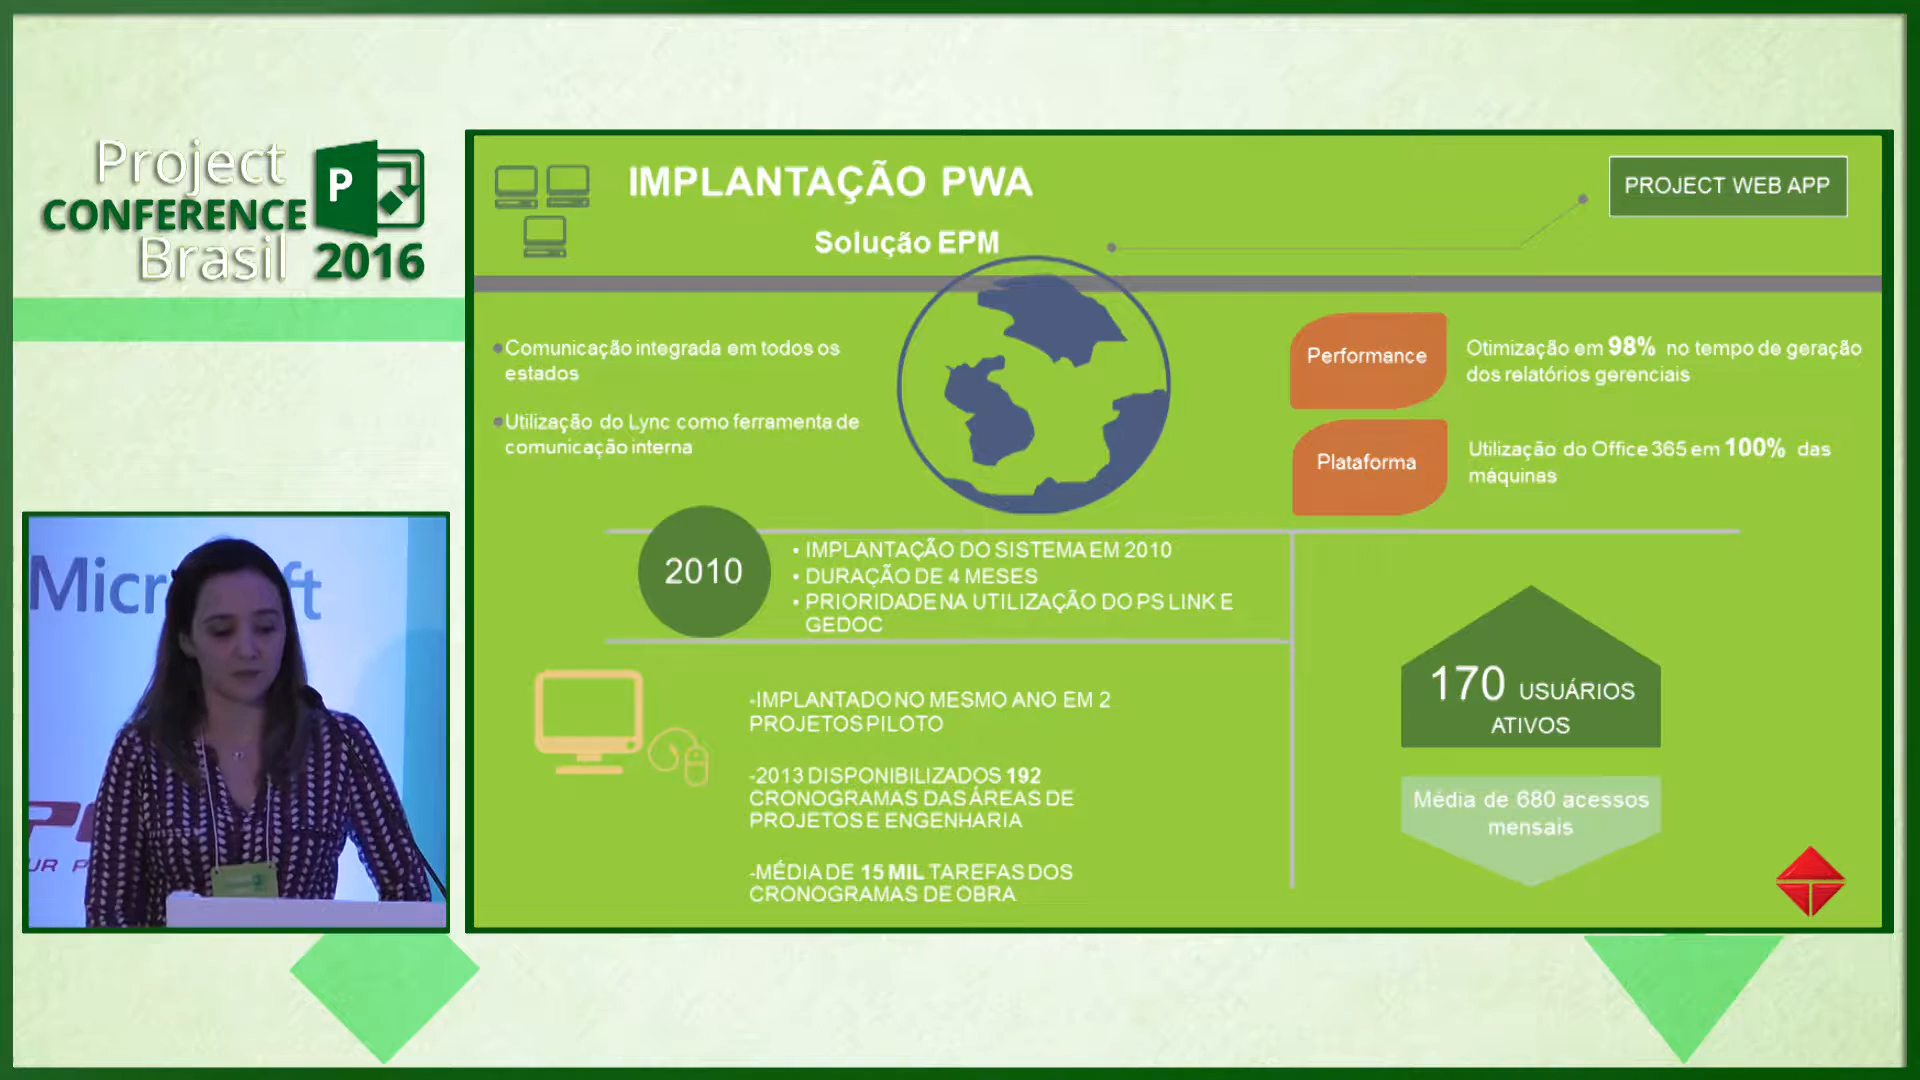 Project
CONFERENCE
Brasil 2016
P
IMPLANTAÇÃO PWA
Solução EPM
PROJECT WEB APP
Comunicação integrada em todos os
estados
Utilização do Lync como ferramenta de
comunicação interna
Performance
Otimização em 98% no tempo de geração
dos relatórios gerenciais
Plataforma
Utilização do Office 365 em 100% das
máquinas
2010
• IMPLANTAÇÃO DO SISTEMA EM 2010
• DURAÇÃO DE 4 MESES
• PRIORIDADE NA UTILIZAÇÃO DO PS LINK E
GEDOC
-IMPLANTADO NO MESMO ANO EM 2
PROJETOS PILOTO
-2013 DISPONIBILIZADOS 192
CRONOGRAMAS DAS ÁREAS DE
PROJETOS E ENGENHARIA
-MÉDIA DE 15 MIL TAREFAS DOS
CRONOGRAMAS DE OBRA
170 USUÁRIOS
ATIVOS
Média de 680 acessos
mensais